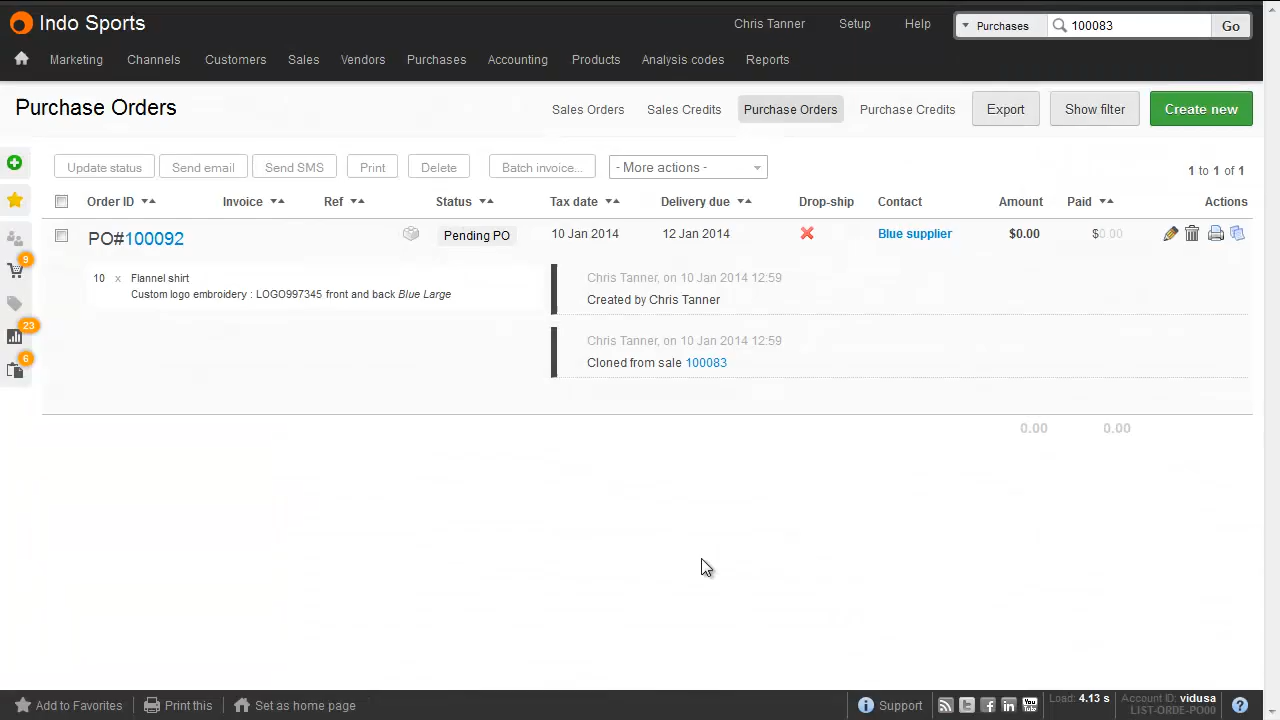 Indo Sports
Chris Tanner Setup Help Purchases 100083 Go
Marketing Channels Customers Sales Vendors Purchases Accounting Products Analysis codes Reports
Purchase Orders
Sales Orders Sales Credits Purchase Orders Purchase Credits Export Show filter Create new
Update status Send email Send SMS Print Delete Batch invoice... - More actions - 1 to 1 of 1
Order ID Invoice Ref Status Tax date Delivery due Drop-ship Contact Amount Paid Actions
PO#100092 Pending PO 10 Jan 2014 12 Jan 2014 Blue supplier $0.00 $0.00
10 x Flannel shirt
Custom logo embroidery : LOGO997345 front and back Blue Large
Chris Tanner, on 10 Jan 2014 12:59
Created by Chris Tanner
Chris Tanner, on 10 Jan 2014 12:59
Cloned from sale 100083
9
23
6
0.00 0.00
Add to Favorites Print this Set as home page Support You Tube Load: 4.13 s Account ID: vidusa
LIST-ORDE-PO00